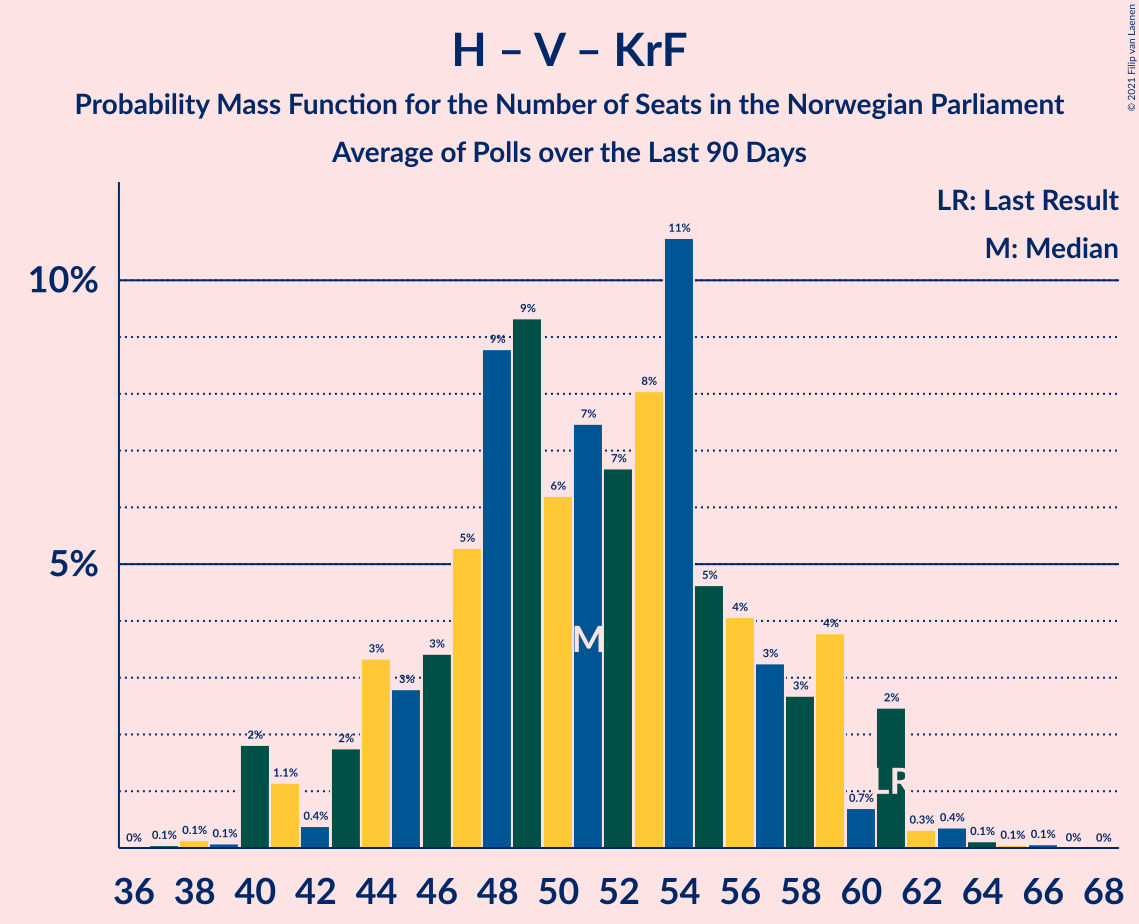 H – V – KrF
Probability Mass Function for the Number of Seats in the Norwegian Parliament
Average of Polls over the Last 90 Days
© 2021 Filip van Laenen
LR: Last Result
M: Median
10%
5%
0% 0.1% 0.1% 0.1% 2% 1.1% 0.4% 2% 3% 3% 3% 5% 9% 9% 6% 7% 7% 8% 11% 5% 4% 3% 3% 4% 0.7% 2% 0.3% 0.4% 0.1% 0.1% 0.1% 0% 0%
M
LR
36 38 40 42 44 46 48 50 52 54 56 58 60 62 64 66 68